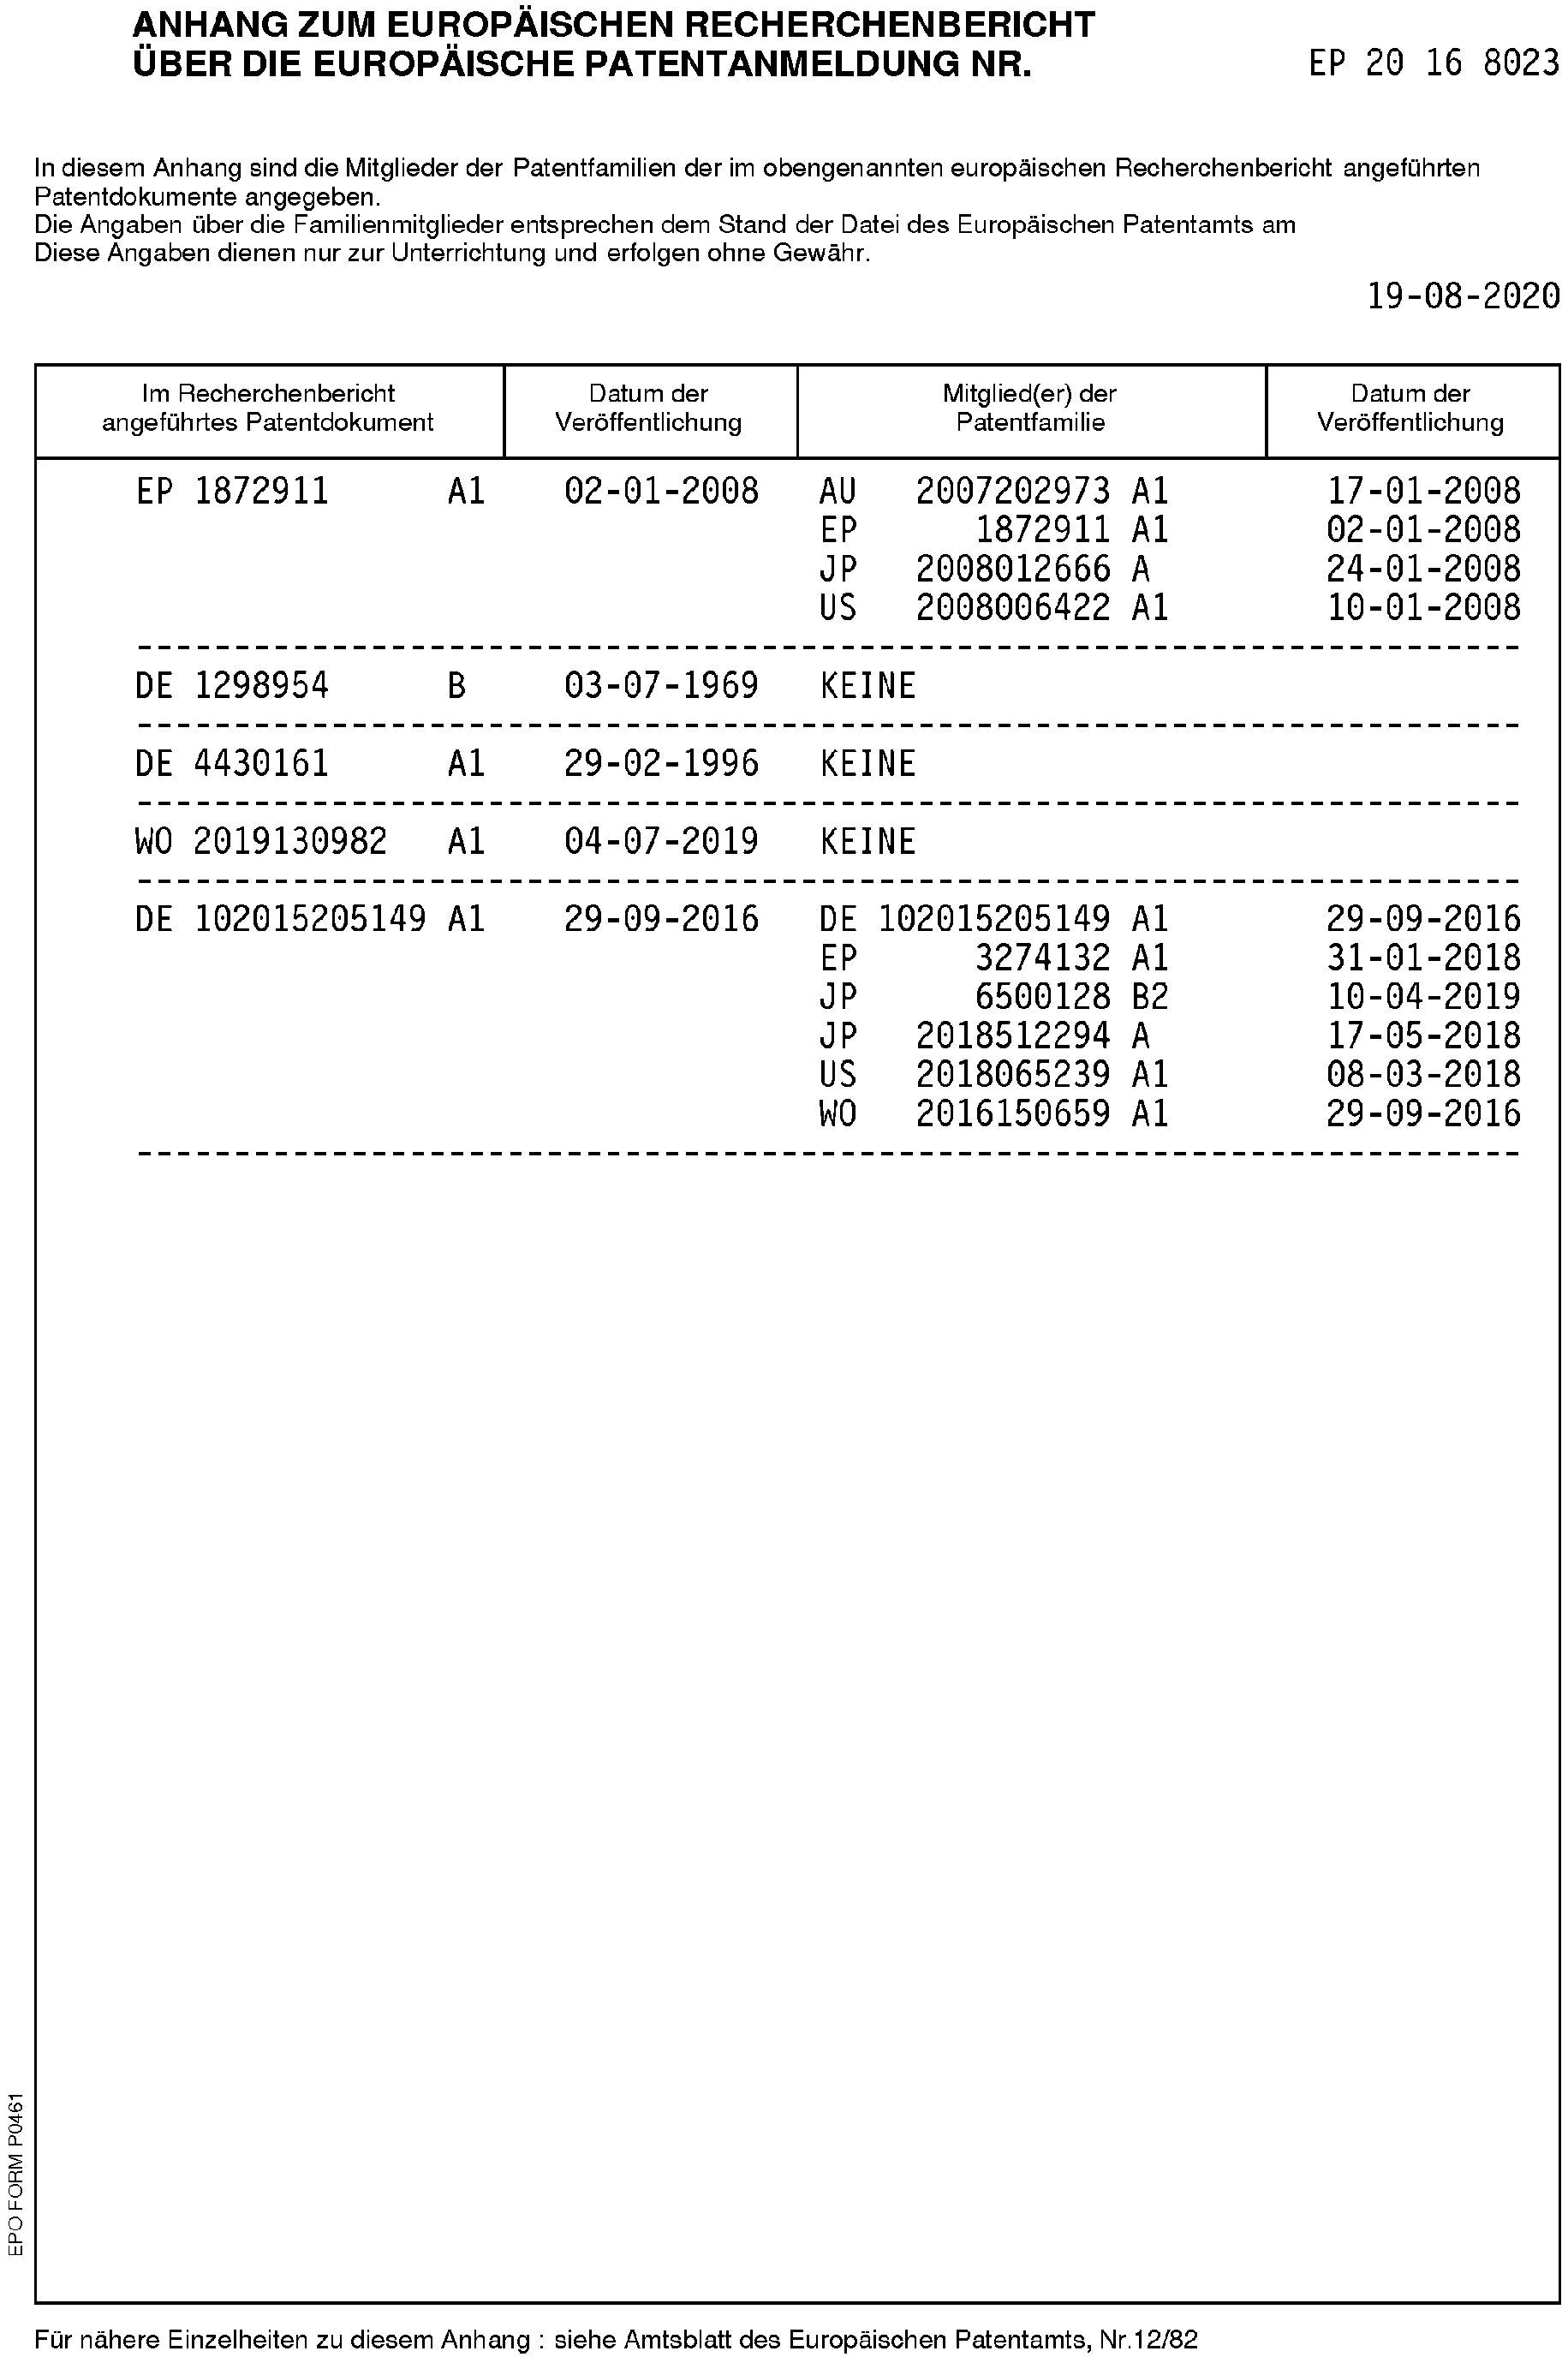 ANHANG ZUM EUROPÄISCHEN RECHERCHENBERICHT
ÜBER DIE EUROPÄISCHE PATENTANMELDUNG NR. EP 20 16 8023
In diesem Anhang sind die Mitglieder der Patentfamilien der im obengenannten europäischen Recherchenbericht angeführten
Patentdokumente angegeben.
Die Angaben über die Familienmitglieder entsprechen dem Stand der Datei des Europäischen Patentamts am
Diese Angaben dienen nur zur Unterrichtung und erfolgen ohne Gewähr.
19-08-2020
Im Recherchenbericht Datum der Mitglied(er) der Datum der
angeführtes Patentdokument Veröffentlichung Patentfamilie Veröffentlichung
EP 1872911 A1 02-01-2008 AU 2007202973 A1 17-01-2008
EP 1872911 A1 02-01-2008
JP 2008012666 A 24-01-2008
US 2008006422 A1 10-01-2008
DE 1298954 B 03-07-1969 KEINE
DE 4430161 A1 29-02-1996 KEINE
WO 2019130982 A1 04-07-2019 KEINE
DE 102015205149 A1 29-09-2016 DE 102015205149 A1 29-09-2016
EP 3274132 A1 31-01-2018
JP 6500128 B2 10-04-2019
JP 2018512294 A 17-05-2018
US 2018065239 A1 08-03-2018
WO 2016150659 A1 29-09-2016
EPO FORM P0461
Für nähere Einzelheiten zu diesem Anhang : siehe Amtsblatt des Europäischen Patentamts, Nr.12/82